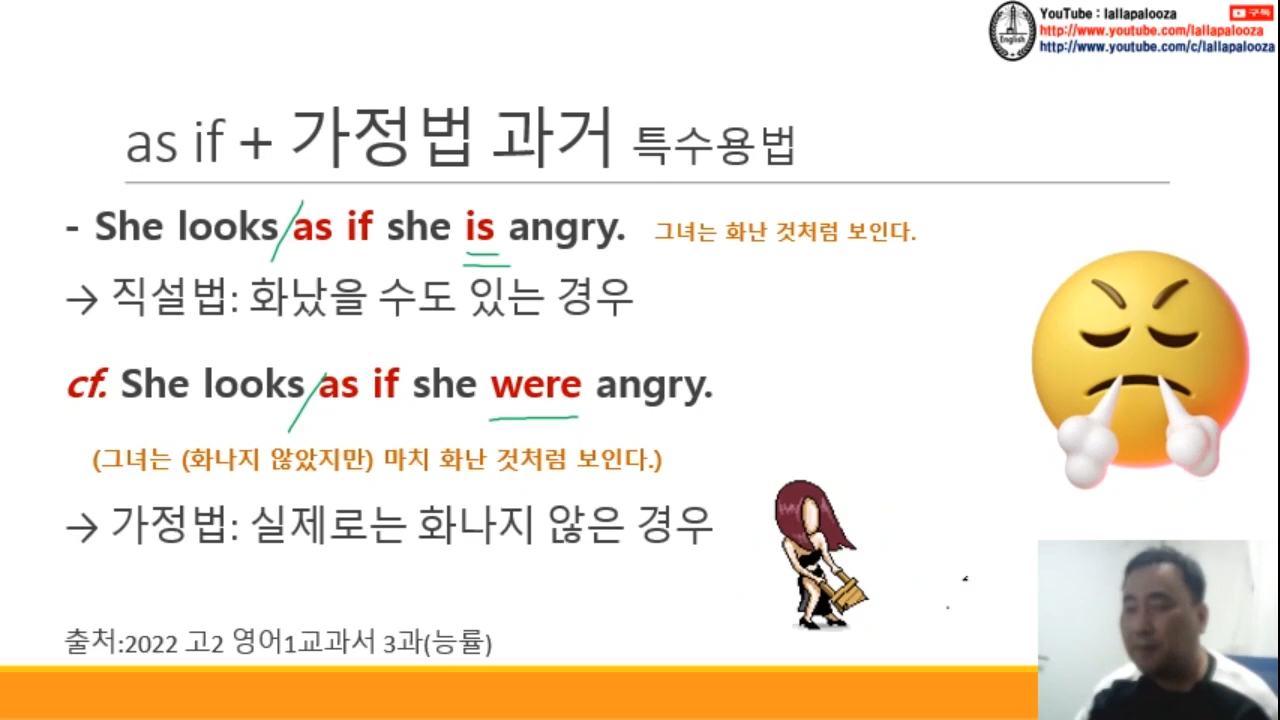 YouTube : lallapalooza
구독
http://www.youtube.com/lallapalooza
English
http://www.youtube.com/c/lallapalooza
as if + 가정법 과거 특수용법
- She looks as if she is angry. 그녀는 화난 것처럼 보인다.
→ 직설법: 화났을 수도 있는 경우
cf. She looks as if she were angry.
(그녀는 (화나지 않았지만) 마치 화난 것처럼 보인다.)
→ 가정법: 실제로는 화나지 않은 경우
출처:2022 고2 영어1교과서 3과(능률)